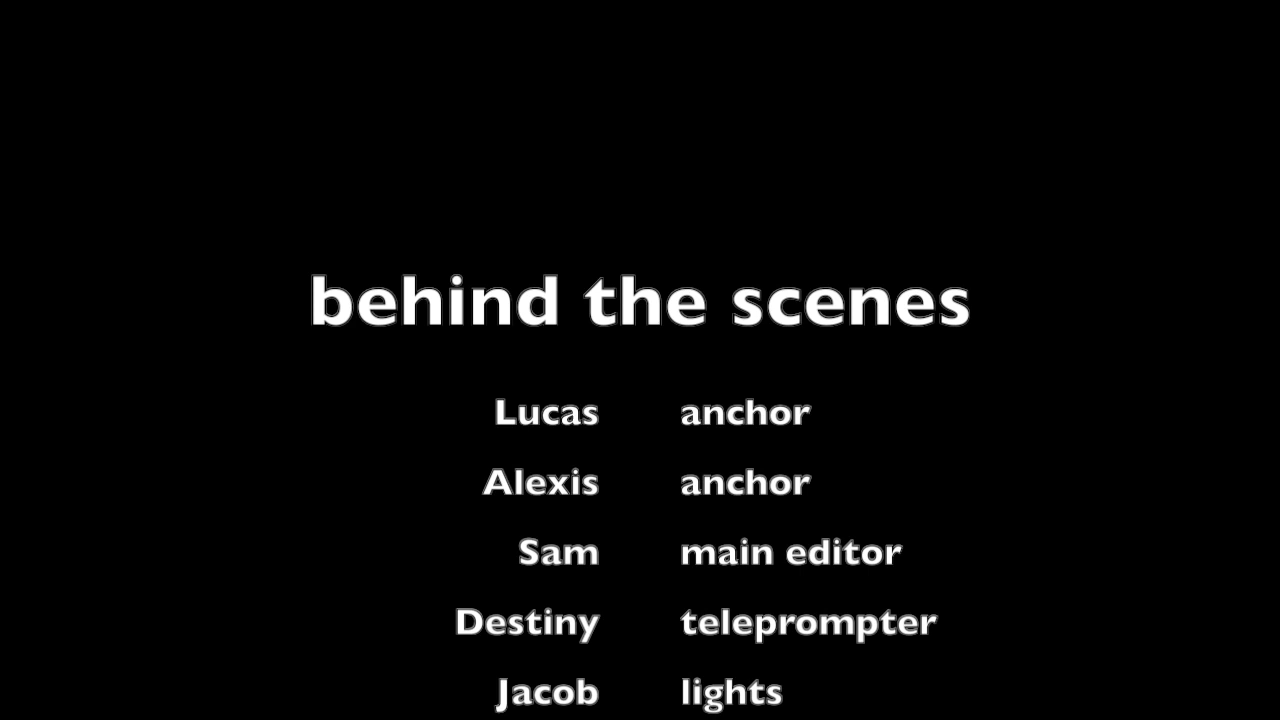 behind the scenes
Lucas anchor
Alexis anchor
Sam main editor
Destiny teleprompter
Jacob lights